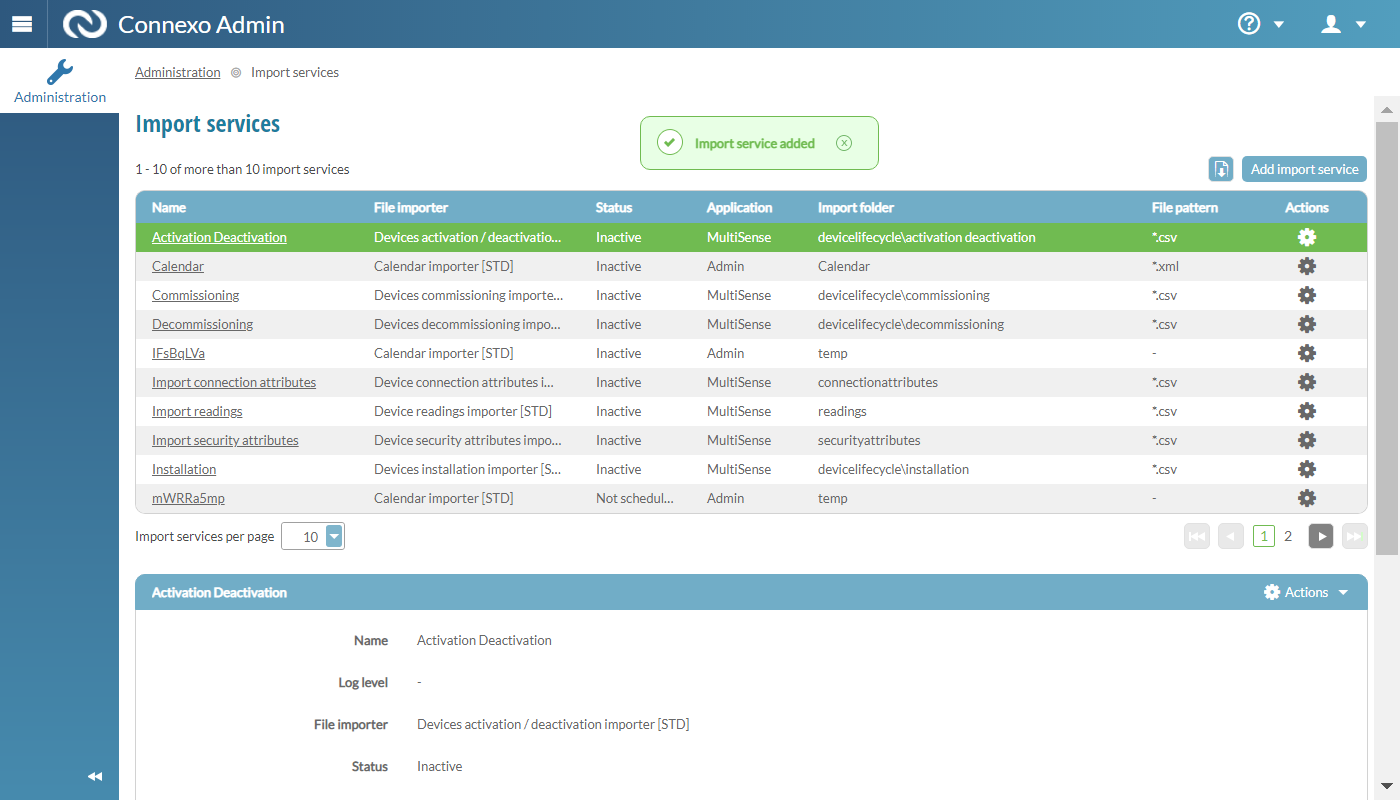 Connexo Admin
Administration
Administration Import services
Import services
Import service added
1 - 10 of more than 10 import services
Add import service
Name File importer Status Application Import folder File pattern Actions
Activation Deactivation Devices activation / deactivatio... Inactive MultiSense devicelifecycle\activation deactivation *.csv
Calendar Calendar importer [STD] Inactive Admin Calendar *.xml
Commissioning Devices commissioning importe... Inactive MultiSense devicelifecycle\commissioning *.csv
Decommissioning Devices decommissioning impo... Inactive MultiSense devicelifecycle\decommissioning *.csv
IFsBqLVa Calendar importer [STD] Inactive Admin temp -
Import connection attributes Device connection attributes i... Inactive MultiSense connectionattributes *.csv
Import readings Device readings importer [STD] Inactive MultiSense readings *.csv
Import security attributes Device security attributes impo... Inactive MultiSense securityattributes *.csv
Installation Devices installation importer [S... Inactive MultiSense devicelifecycle\installation *.csv
mWRRa5mp Calendar importer [STD] Not schedul... Admin temp -
Import services per page 10 1 2
Activation Deactivation Actions
Name Activation Deactivation
Log level -
File importer Devices activation / deactivation importer [STD]
Status Inactive